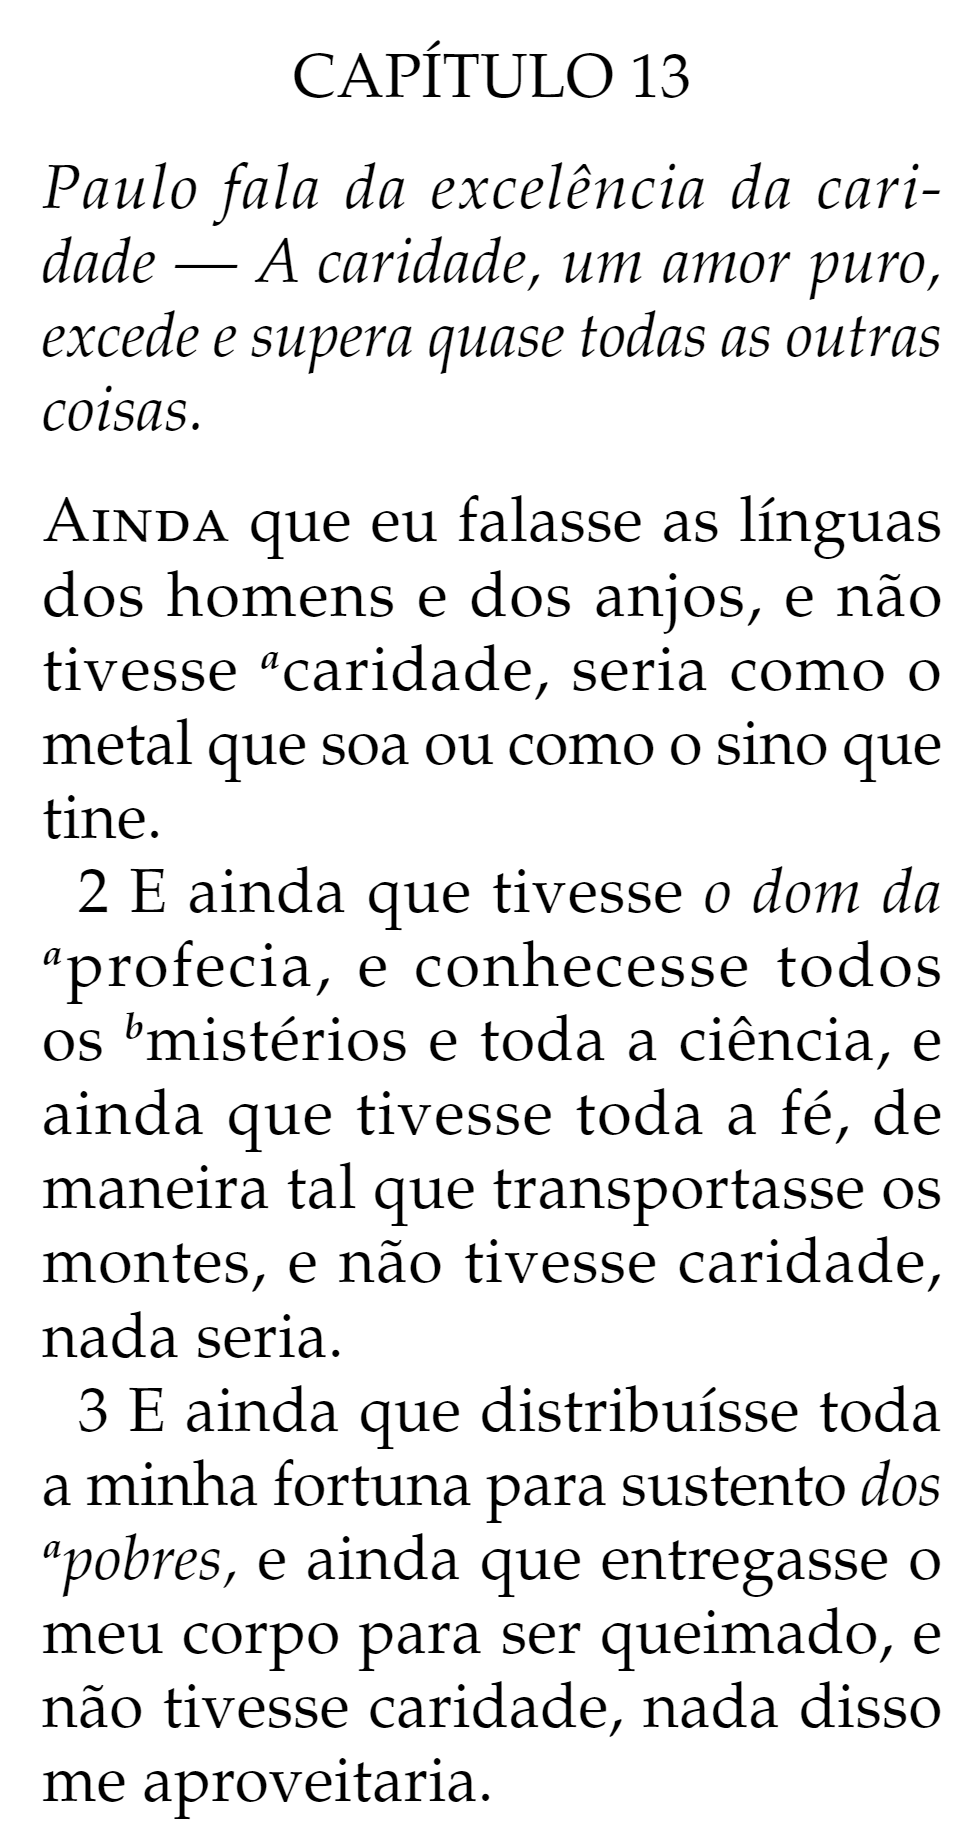 CAPÍTULO 13
Paulo fala da excelência da cari-
dade — A caridade, um amor puro,
excede e supera quase todas as outras
coisas.
Ainda que eu falasse as línguas
dos homens e dos anjos, e não
tivesse ᵃcaridade, seria como o
metal que soa ou como o sino que
tine.
2 E ainda que tivesse o dom da
ᵃprofecia, e conhecesse todos
os ᵇmistérios e toda a ciência, e
ainda que tivesse toda a fé, de
maneira tal que transportasse os
montes, e não tivesse caridade,
nada seria.
3 E ainda que distribuísse toda
a minha fortuna para sustento dos
ᵃpobres, e ainda que entregasse o
meu corpo para ser queimado, e
não tivesse caridade, nada disso
me aproveitaria.